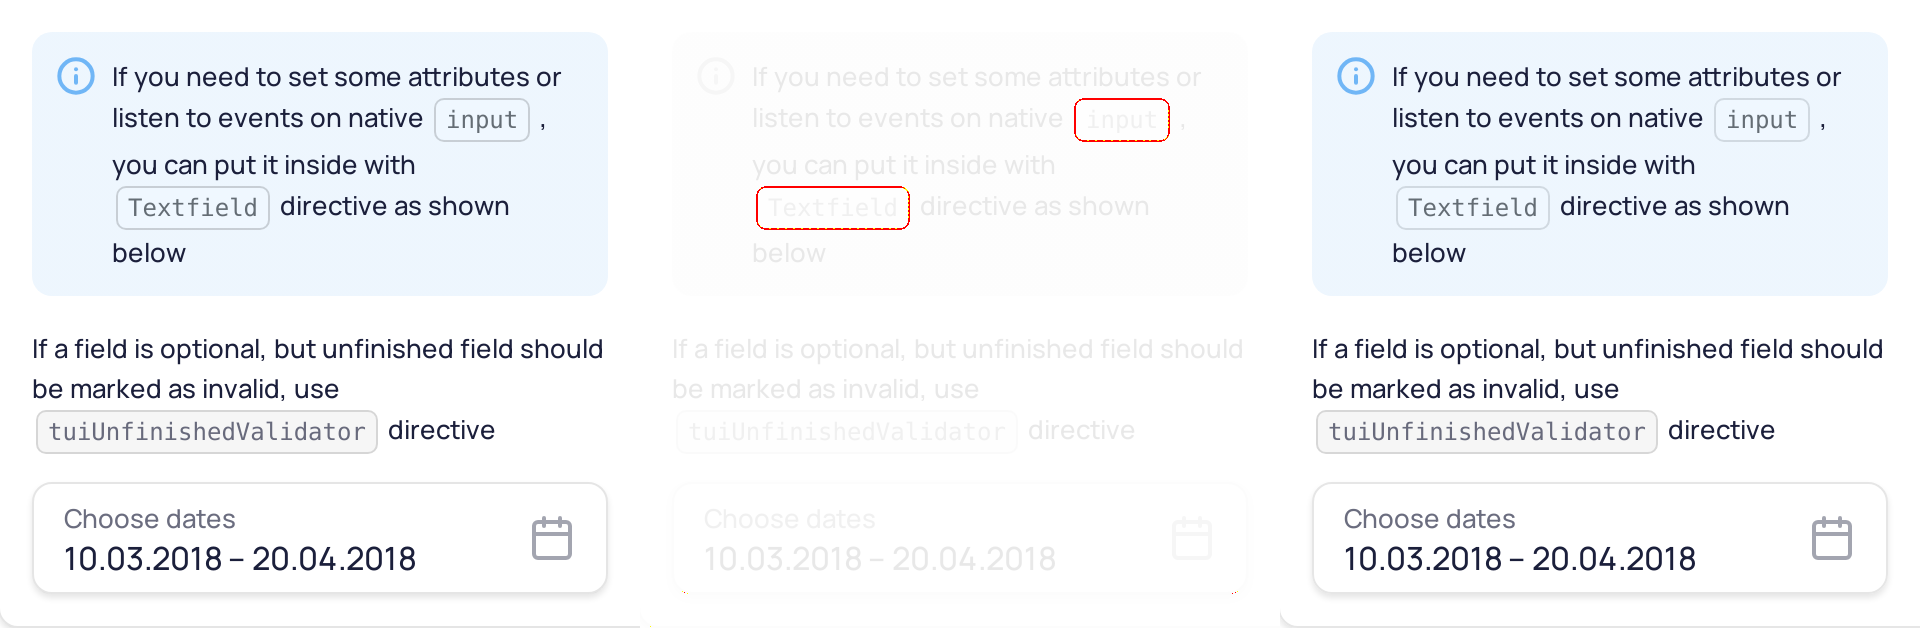 If you need to set some attributes or
listen to events on native input ,
you can put it inside with
Textfield directive as shown
below
If a field is optional, but unfinished field should
be marked as invalid, use
tuiUnfinishedValidator directive
Choose dates
10.03.2018 – 20.04.2018
If you need to set some attributes or
listen to events on native input ,
you can put it inside with
Textfield directive as shown
below
If a field is optional, but unfinished field should
be marked as invalid, use
tuiUnfinishedValidator directive
Choose dates
10.03.2018 – 20.04.2018
If you need to set some attributes or
listen to events on native input ,
you can put it inside with
Textfield directive as shown
below
If a field is optional, but unfinished field should
be marked as invalid, use
tuiUnfinishedValidator directive
Choose dates
10.03.2018 – 20.04.2018